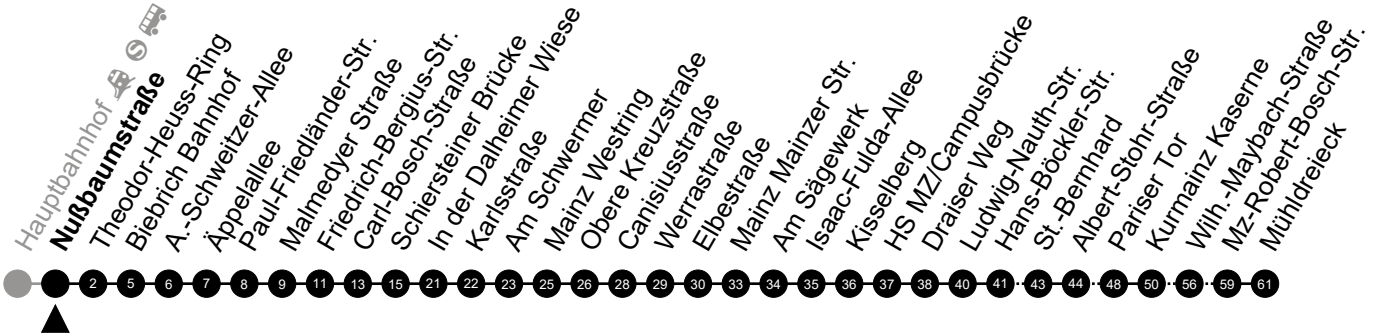 Hauptbahnhof S
Nußbaumstraße
Theodor-Heuss-Ring
Biebrich Bahnhof
A.-Schweitzer-Allee
Äppelallee
Paul-Friedländer-Str.
Malmedyer Straße
Friedrich-Bergius-Str.
Carl-Bosch-Straße
Schiersteiner Brücke
In der Dalheimer Wiese
Karlsstraße
Am Schwermer
Mainz Westring
Obere Kreuzstraße
Canisiusstraße
Werrastraße
Elbestraße
Mainz Mainzer Str.
Am Sägewerk
Isaac-Fulda-Allee
Kisselberg
HS MZ/Campusbrücke
Draiser Weg
Ludwig-Nauth-Str.
Hans-Böckler-Str.
St.-Bernhard
Albert-Stohr-Straße
Pariser Tor
Kurmainz Kaserne
Wilh.-Maybach-Straße
Mz-Robert-Bosch-Str.
Mühldreieck
2 5 6 7 8 9 11 13 15 21 22 23 25 26 28 29 30 33 34 35 36 37 38 40 41 43 44 48 50 56 59 61